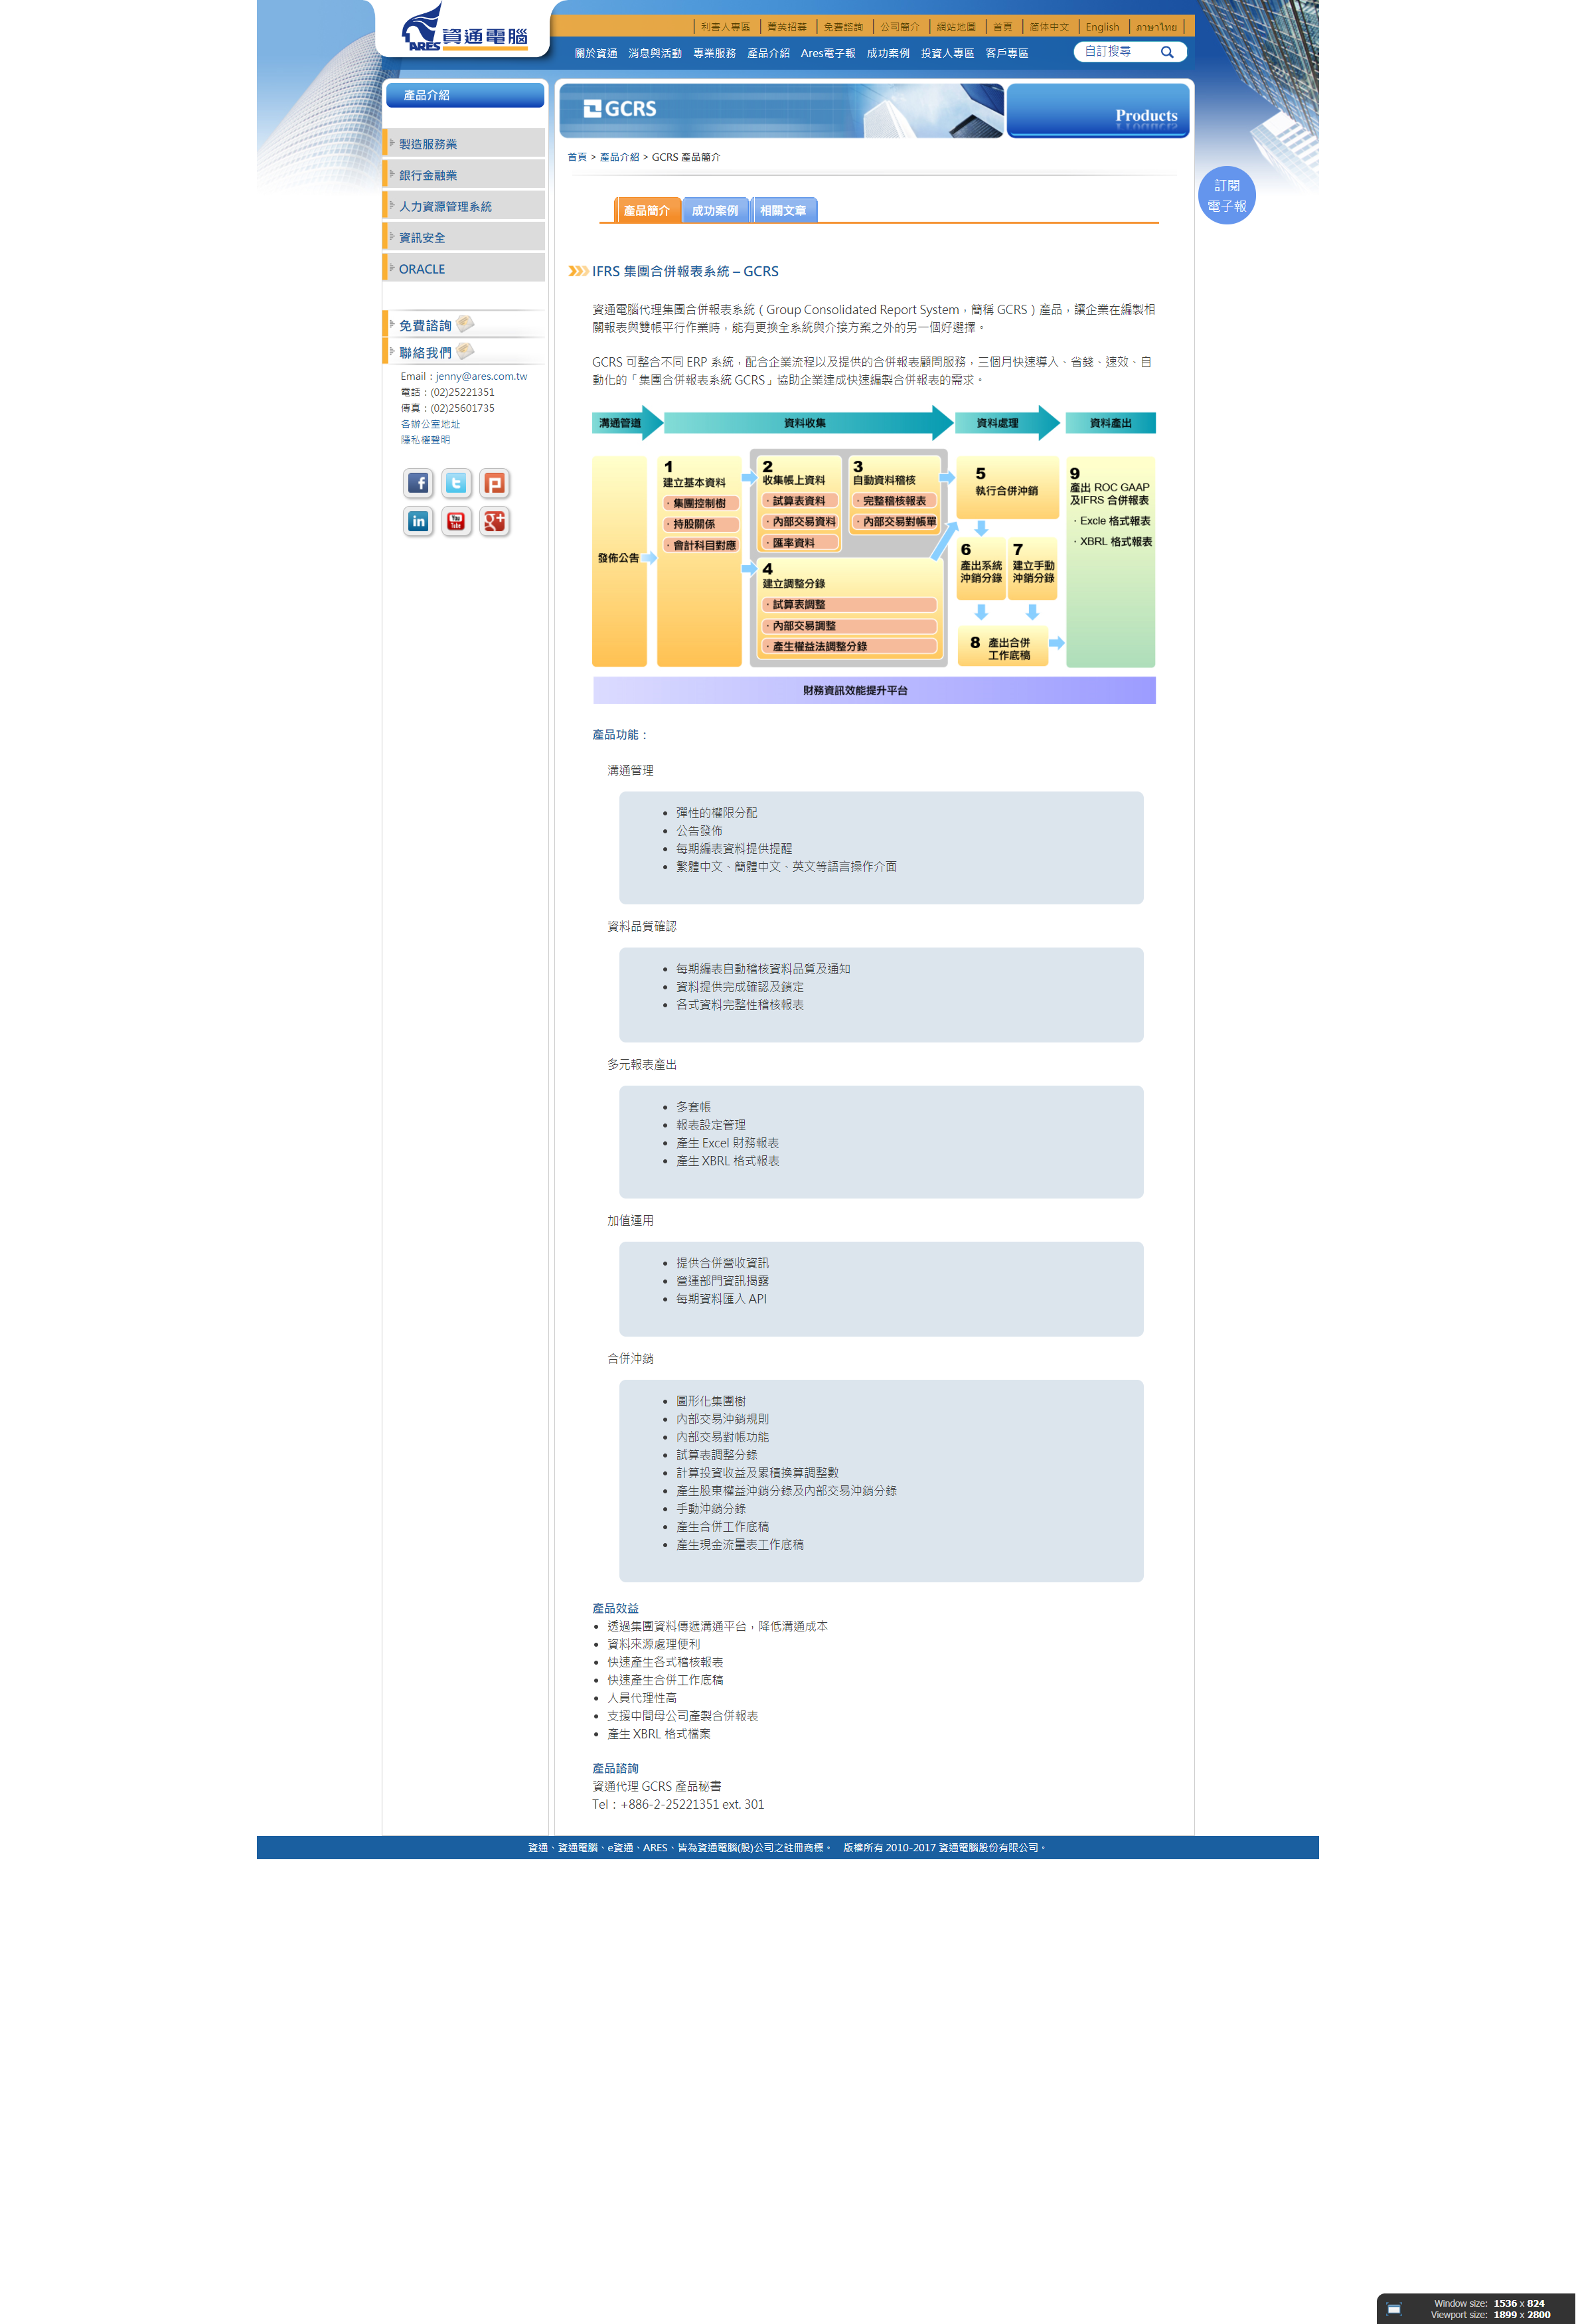 ARES 資通電腦
利害人專區
菁英招募
免費諮詢
公司簡介
網站地圖
首頁
简体中文
English
ภาษาไทย
關於資通
消息與活動
專業服務
產品介紹
Ares電子報
成功案例
投資人專區
客戶專區
自訂搜尋
產品介紹
製造服務業
銀行金融業
人力資源管理系統
資訊安全
ORACLE
免費諮詢
聯絡我們
Email：jenny@ares.com.tw
電話：(02)25221351
傳真：(02)25601735
各辦公室地址
隱私權聲明
f
t
P
in
You Tube
g+
GCRS
Products
首頁 > 產品介紹 > GCRS 產品簡介
產品簡介
成功案例
相關文章
訂閱
電子報
IFRS 集團合併報表系統 – GCRS
資通電腦代理集團合併報表系統（Group Consolidated Report System，簡稱 GCRS）產品，讓企業在編製相
關報表與雙帳平行作業時，能有更換全系統與介接方案之外的另一個好選擇。
GCRS 可整合不同 ERP 系統，配合企業流程以及提供的合併報表顧問服務，三個月快速導入、省錢、速效、自
動化的「集團合併報表系統 GCRS」協助企業達成快速編製合併報表的需求。
溝通管道
資料收集
資料處理
資料產出
發佈公告
1
建立基本資料
．集團控制樹
．持股關係
．會計科目對應
2
收集帳上資料
．試算表資料
．內部交易資料
．匯率資料
3
自動資料稽核
．完整稽核報表
．內部交易對帳單
4
建立調整分錄
．試算表調整
．內部交易調整
．產生權益法調整分錄
5
執行合併沖銷
6
產出系統
沖銷分錄
7
建立手動
沖銷分錄
8 產出合併
工作底稿
9
產出 ROC GAAP
及IFRS 合併報表
．Excle 格式報表
．XBRL 格式報表
財務資訊效能提升平台
產品功能：
溝通管理
• 彈性的權限分配
• 公告發佈
• 每期編表資料提供提醒
• 繁體中文、簡體中文、英文等語言操作介面
資料品質確認
• 每期編表自動稽核資料品質及通知
• 資料提供完成確認及鎖定
• 各式資料完整性稽核報表
多元報表產出
• 多套帳
• 報表設定管理
• 產生 Excel 財務報表
• 產生 XBRL 格式報表
加值運用
• 提供合併營收資訊
• 營運部門資訊揭露
• 每期資料匯入 API
合併沖銷
• 圖形化集團樹
• 內部交易沖銷規則
• 內部交易對帳功能
• 試算表調整分錄
• 計算投資收益及累積換算調整數
• 產生股東權益沖銷分錄及內部交易沖銷分錄
• 手動沖銷分錄
• 產生合併工作底稿
• 產生現金流量表工作底稿
產品效益
• 透過集團資料傳遞溝通平台，降低溝通成本
• 資料來源處理便利
• 快速產生各式稽核報表
• 快速產生合併工作底稿
• 人員代理性高
• 支援中間母公司產製合併報表
• 產生 XBRL 格式檔案
產品諮詢
資通代理 GCRS 產品秘書
Tel：+886-2-25221351 ext. 301
資通、資通電腦、e資通、ARES、皆為資通電腦(股)公司之註冊商標。 版權所有 2010-2017 資通電腦股份有限公司。
Window size: 1536 x 824
Viewport size: 1899 x 2800